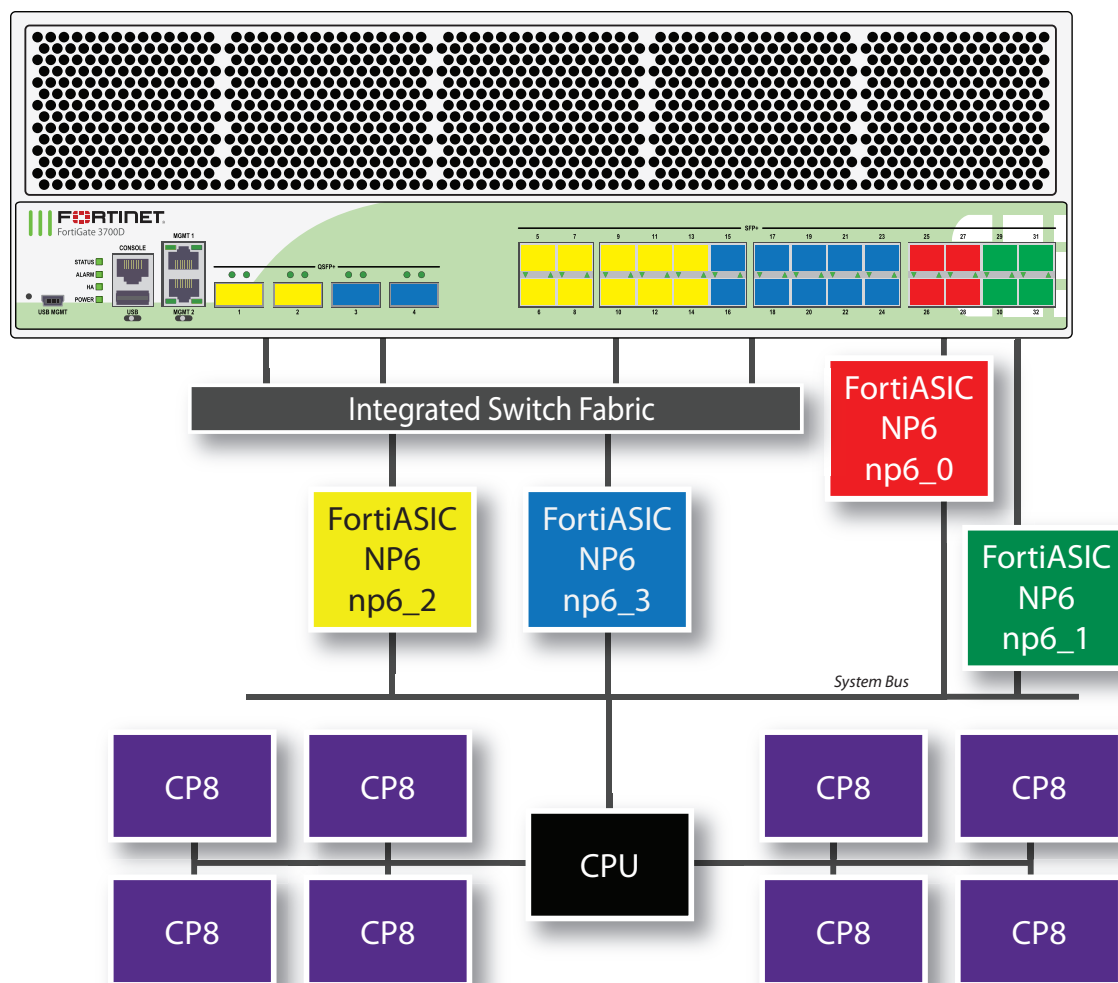 FORTINET
FortiGate 3700D
STATUS
ALARM
HA
POWER
USB MGMT
CONSOLE
USB
MGMT 1
MGMT 2
QSFP+
1 2 3 4
SFP+
5 7 9 11 13 15 17 19 21 23 25 27 29 31
6 8 10 12 14 16 18 20 22 24 26 28 30 32
Integrated Switch Fabric
FortiASIC
NP6
np6_0
FortiASIC
NP6
np6_2
FortiASIC
NP6
np6_3
FortiASIC
NP6
np6_1
System Bus
CP8 CP8 CP8 CP8
CPU
CP8 CP8 CP8 CP8